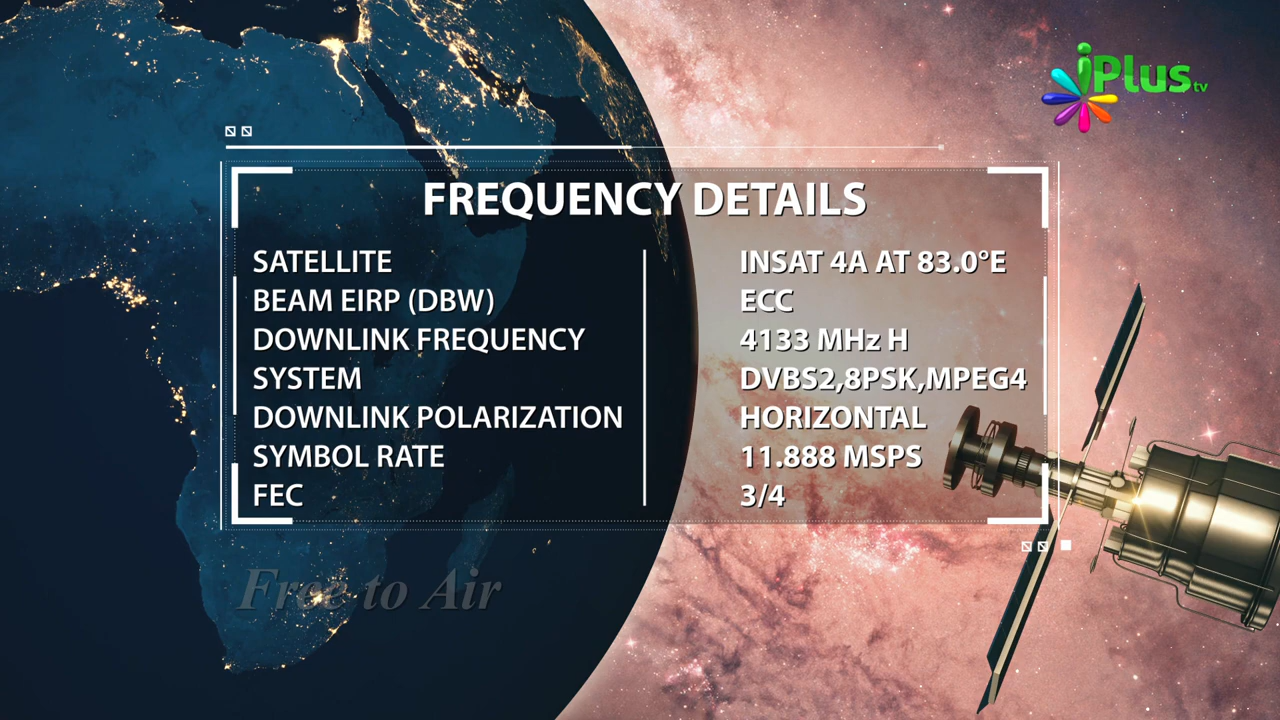 iPlus tv
FREQUENCY DETAILS
SATELLITE INSAT 4A AT 83.0°E
BEAM EIRP (DBW) ECC
DOWNLINK FREQUENCY 4133 MHz H
SYSTEM DVBS2,8PSK,MPEG4
DOWNLINK POLARIZATION HORIZONTAL
SYMBOL RATE 11.888 MSPS
FEC 3/4
Free to Air